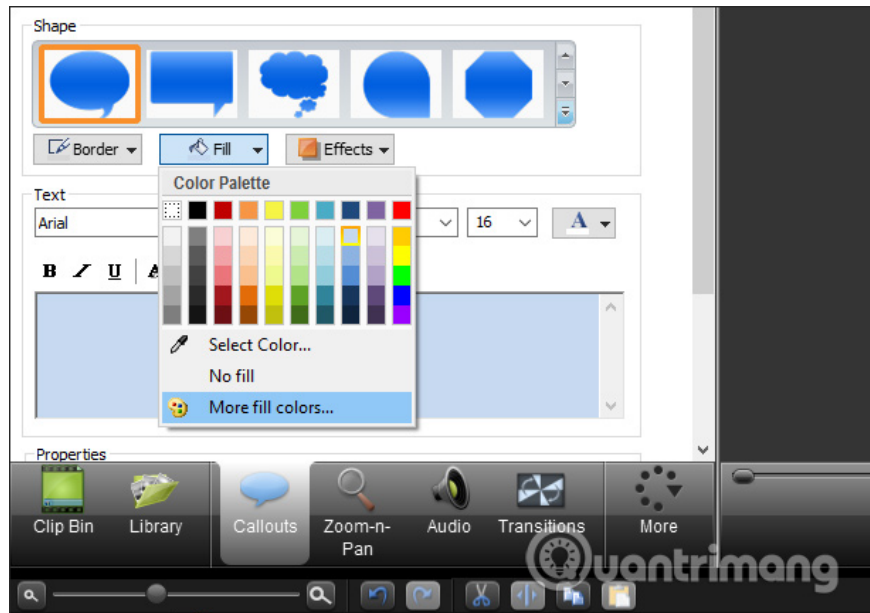 Shape
Border Fill Effects
Color Palette
Text
Arial 16 A
B I U
Select Color...
No fill
More fill colors...
Properties
Clip Bin Library Callouts Zoom-n-Pan Audio Transitions More
Quantrimang